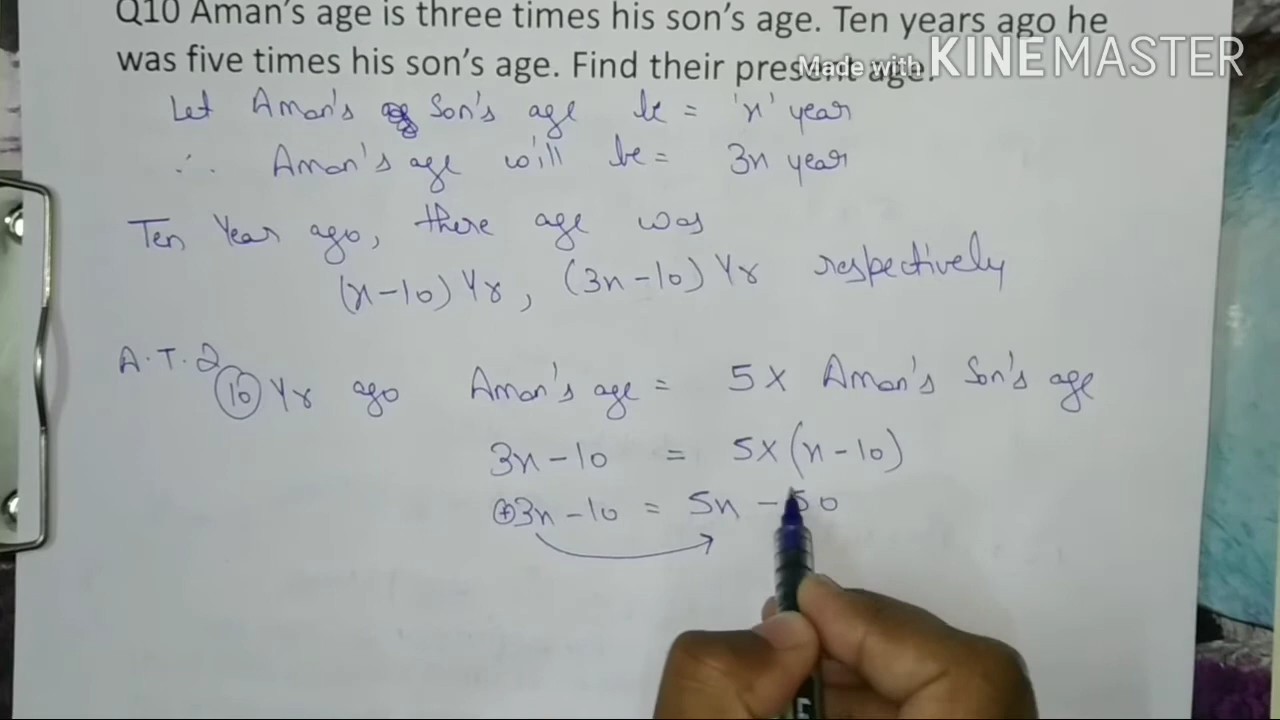 Q10 Aman's age is three times his son's age. Ten years ago he
was five times his son's age. Find their present age.
Made with KINEMASTER
Let Aman's Son's age be = 'x' year
∴ Aman's age will be = 3x year
Ten Year ago, there age was
(x-10) Yr, (3x-10) Yr respectively
A.T.Q
10 Yr ago Aman's age = 5 x Aman's Son's age
3x-10 = 5x(x-10)
+3x-10 = 5x - 50